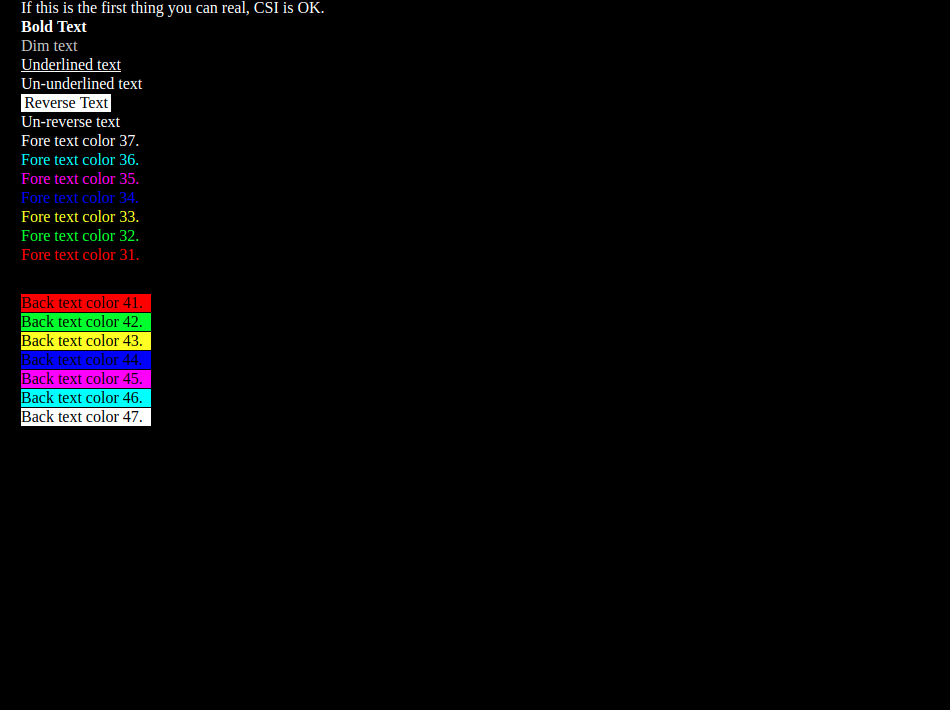 If this is the first thing you can real, CSI is OK.
Bold Text
Dim text
Underlined text
Un-underlined text
Reverse Text
Un-reverse text
Fore text color 37.
Fore text color 36.
Fore text color 35.
Fore text color 34.
Fore text color 33.
Fore text color 32.
Fore text color 31.
Back text color 41.
Back text color 42.
Back text color 43.
Back text color 44.
Back text color 45.
Back text color 46.
Back text color 47.